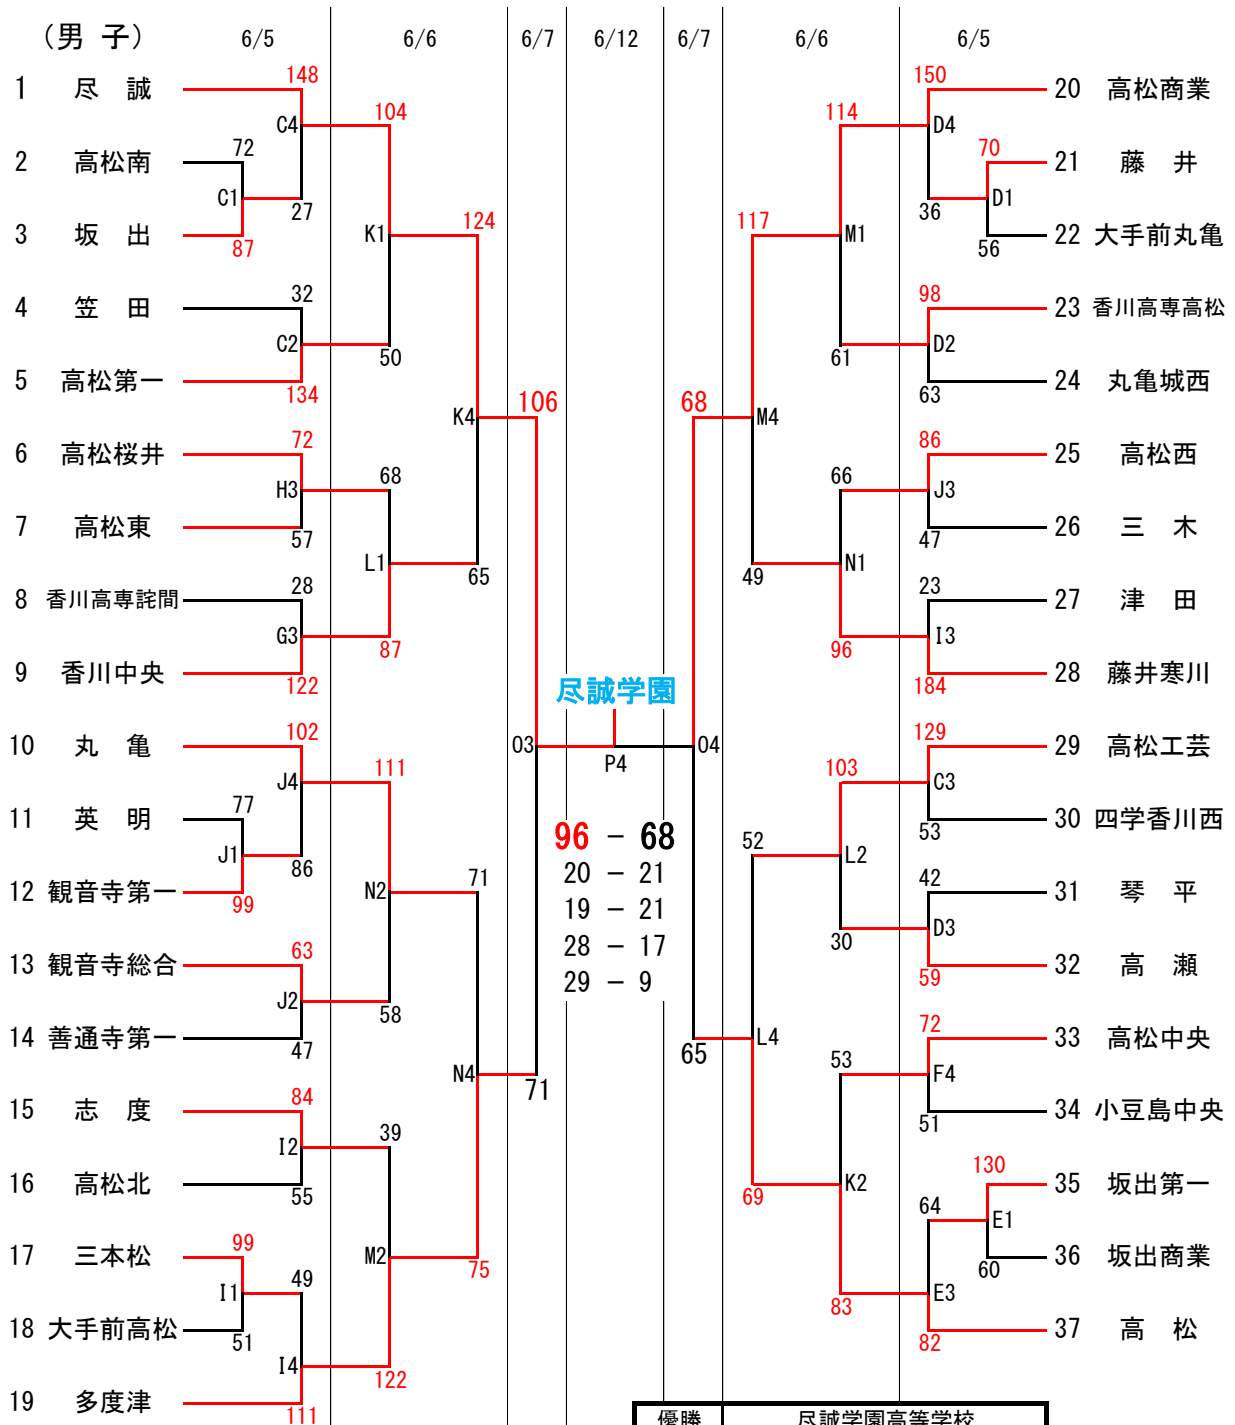 （男 子） 6/5 6/6 6/7 6/12 6/7 6/6 6/5
148 150
1 尽 誠 20 高松商業
104 114
C4 D4
72 70
2 高松南 21 藤 井
C1 D1
27 36
124 117
3 坂 出 K1 M1 22 大手前丸亀
87 56
32 98
4 笠 田 23 香川高専高松
C2 D2
50 61
5 高松第一 24 丸亀城西
134 63
106 68
K4 M4
72 86
6 高松桜井 25 高松西
68 66
H3 J3
7 高松東 26 三 木
57 47
L1 N1
65 49
28 23
8 香川高専詫間 27 津 田
G3 I3
87 96
9 香川中央 28 藤井寒川
122 184
尽誠学園
102 129
10 丸 亀 O3 O4 29 高松工芸
P4
111 103
J4 C3
77
11 英 明 30 四学香川西
53
96 － 68
52
J1 L2
86
20 － 21
71 42
12 観音寺第一 N2 31 琴 平
99
19 － 21
D3
30
28 － 17
63
13 観音寺総合 32 高 瀬
59
29 － 9
J2
58
72
14 善通寺第一 L4 33 高松中央
47
65
53
N4 F4
71
84
15 志 度 34 小豆島中央
51
39
I2
130
16 高松北 K2 35 坂出第一
55
69
64
E1
99
17 三本松 M2 36 坂出商業
75 60
49
I1 E3
83
18 大手前高松 37 高 松
51 82
I4
122
19 多度津
111
優勝 尽誠学園高等学校